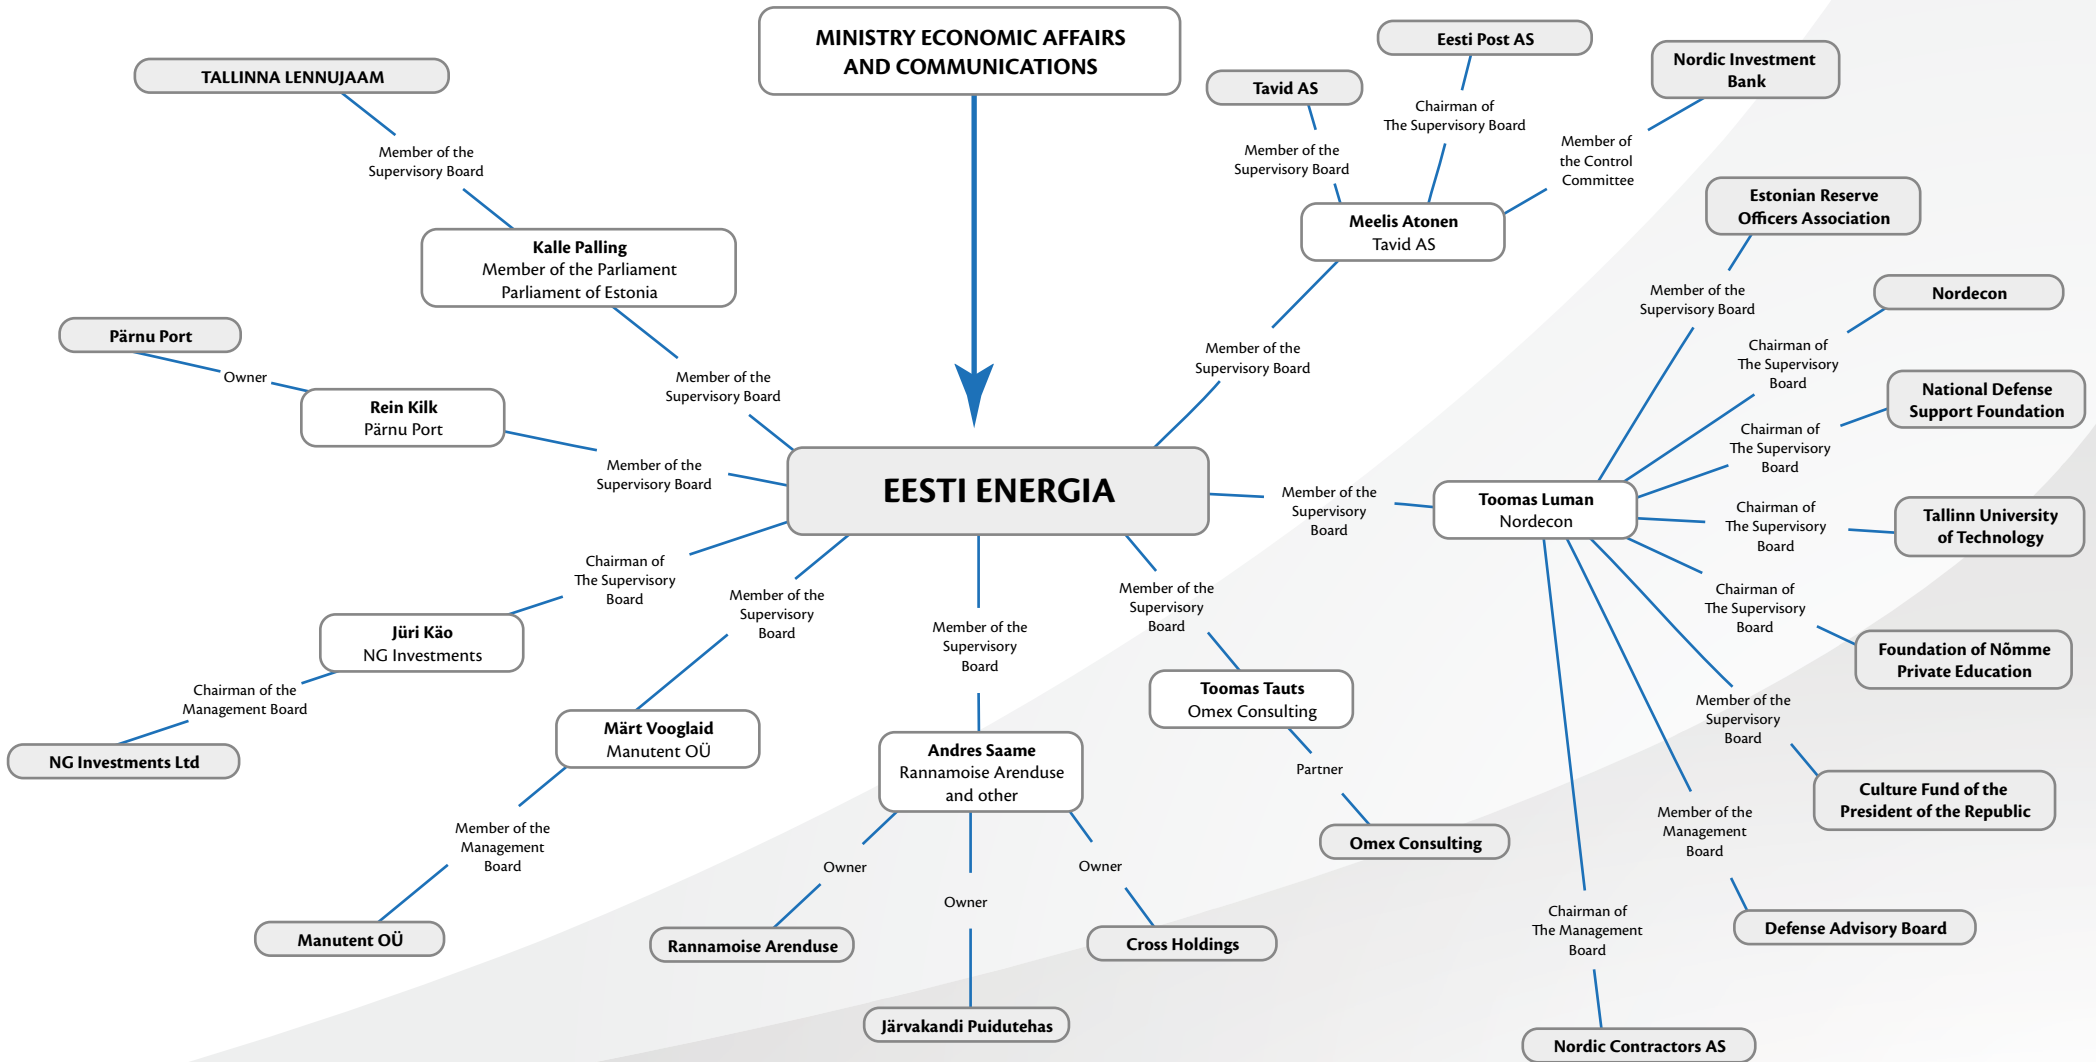 MINISTRY ECONOMIC AFFAIRS
AND COMMUNICATIONS
TALLINNA LENNUJAAM
Member of the
Supervisory Board
Kalle Palling
Member of the Parliament
Parliament of Estonia
Member of the
Supervisory Board
Pärnu Port
Owner
Rein Kilk
Pärnu Port
Member of the
Supervisory Board
Tavid AS
Member of the
Supervisory Board
Eesti Post AS
Chairman of
The Supervisory Board
Nordic Investment
Bank
Member of
the Control
Committee
Meelis Atonen
Tavid AS
Member of the
Supervisory Board
EESTI ENERGIA
Member of the
Supervisory
Board
Toomas Luman
Nordecon
Estonian Reserve
Officers Association
Member of the
Supervisory Board
Nordecon
Chairman of
The Supervisory
Board
National Defense
Support Foundation
Chairman of
The Supervisory
Board
Tallinn University
of Technology
Chairman of
The Supervisory
Board
Foundation of Nõmme
Private Education
Chairman of
The Supervisory
Board
Culture Fund of the
President of the Republic
Member of the
Supervisory
Board
Defense Advisory Board
Member of the
Management
Board
Nordic Contractors AS
Chairman of
The Management
Board
Chairman of
The Supervisory
Board
Jüri Käo
NG Investments
Chairman of the
Management Board
NG Investments Ltd
Member of the
Supervisory
Board
Märt Vooglaid
Manutent OÜ
Member of the
Management
Board
Manutent OÜ
Member of the
Supervisory
Board
Andres Saame
Rannamoise Arenduse
and other
Owner
Rannamoise Arenduse
Owner
Järvakandi Puidutehas
Owner
Cross Holdings
Member of the
Supervisory
Board
Toomas Tauts
Omex Consulting
Partner
Omex Consulting